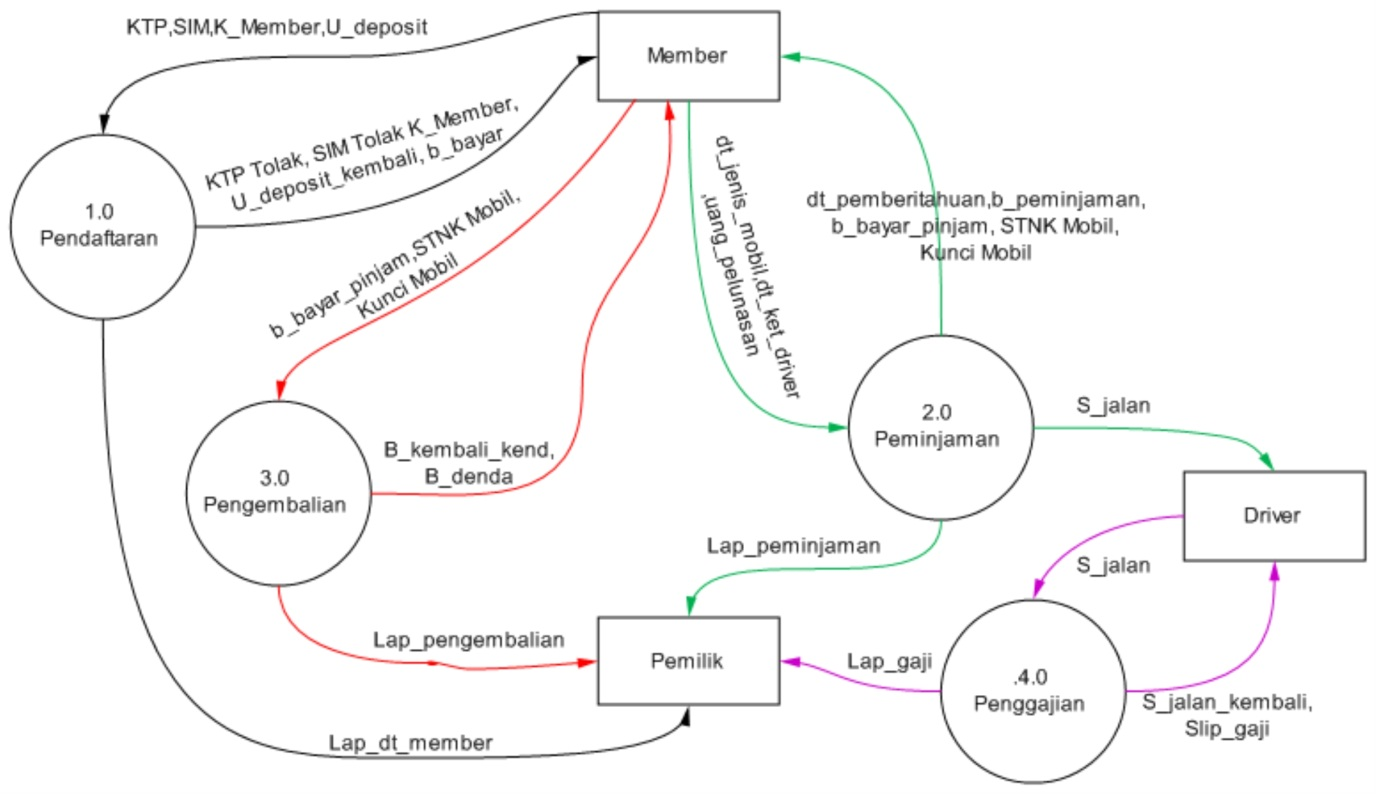 KTP,SIM,K_Member,U_deposit
Member
KTP Tolak, SIM Tolak K_Member,
U_deposit_kembali, b_bayar
1.0
Pendaftaran
b_bayar_pinjam,STNK Mobil,
Kunci Mobil
dt_jenis_mobil,dt_ket_driver
,uang_pelunasan
dt_pemberitahuan,b_peminjaman,
b_bayar_pinjam, STNK Mobil,
Kunci Mobil
2.0
Peminjaman
S_jalan
B_kembali_kend,
B_denda
3.0
Pengembalian
Driver
Lap_peminjaman
S_jalan
Lap_pengembalian
Pemilik
Lap_gaji
.4.0
Penggajian
S_jalan_kembali,
Slip_gaji
Lap_dt_member